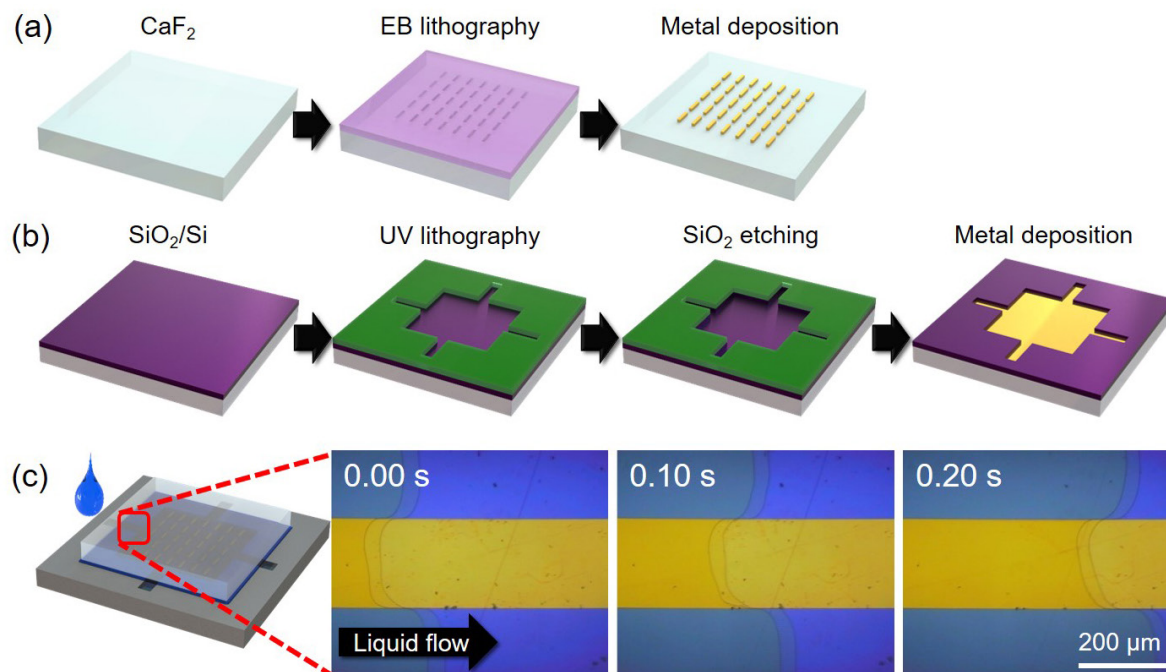 (a)
CaF₂
EB lithography
Metal deposition
(b)
SiO₂/Si
UV lithography
SiO₂ etching
Metal deposition
(c)
0.00 s
0.10 s
0.20 s
Liquid flow
200 μm